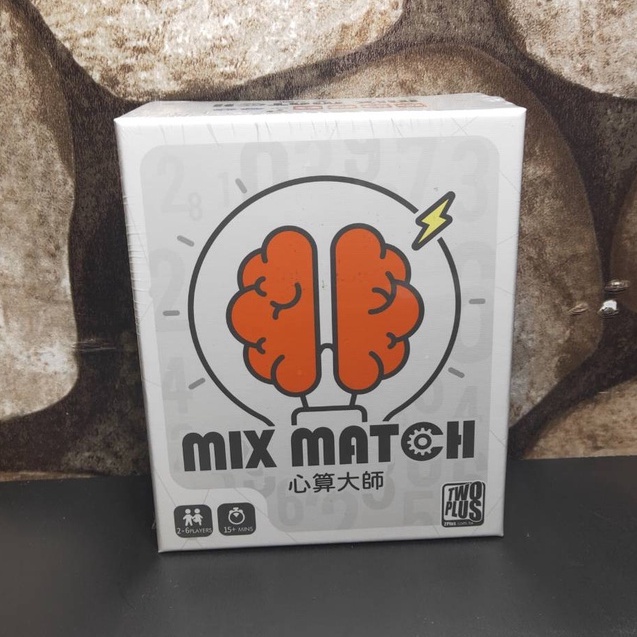 MIX MATCH
心算大師
2-6PLAYERS
15+ MINS
TWO
PLUS